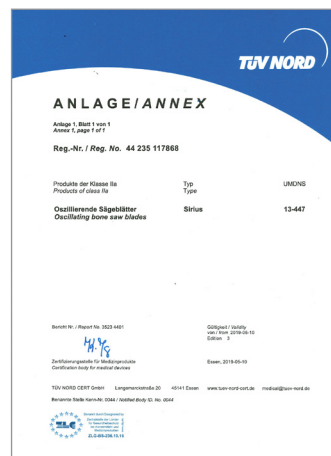 TÜV NORD
ANLAGE/ANNEX
Anlage 1, Blatt 1 von 1
Annex 1, page 1 of 1
Reg.-Nr. / Reg. No. 44 235 117868
Produkte der Klasse IIa Typ UMDNS
Products of class IIa Type
Oszillierende Sägeblätter Sirius 13-447
Oscillating bone saw blades
Bericht Nr. / Report No. 3523 4461 Gültigkeit / Validity
von / from 2019-05-10
Edition 3
Zertifizierungsstelle für Medizinprodukte Essen, 2019-05-10
Certification body for medical devices
TÜV NORD CERT GmbH Langemarckstraße 20 45141 Essen www.tuev-nord-cert.de medical@tuev-nord.de
Benannte Stelle Kenn-Nr. 0044 / Notified Body ID. No. 0044
ZLG